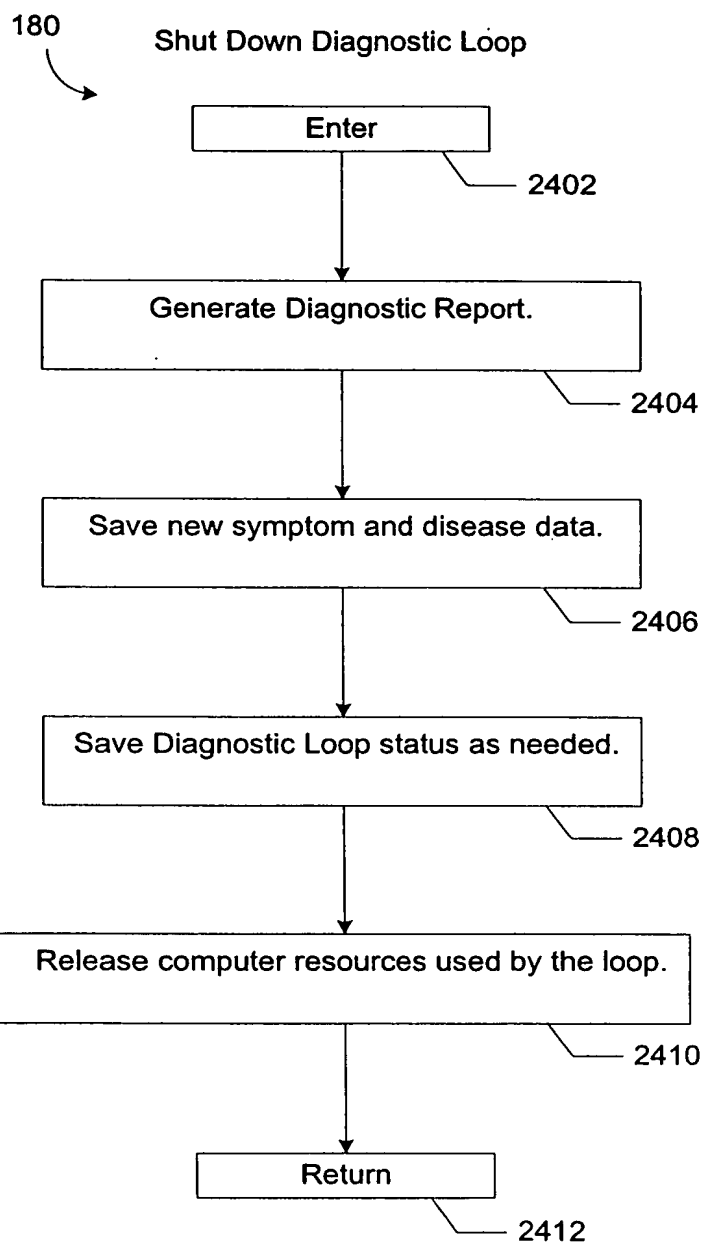 180
Shut Down Diagnostic Loop
Enter
2402
Generate Diagnostic Report.
2404
Save new symptom and disease data.
2406
Save Diagnostic Loop status as needed.
2408
Release computer resources used by the loop.
2410
Return
2412